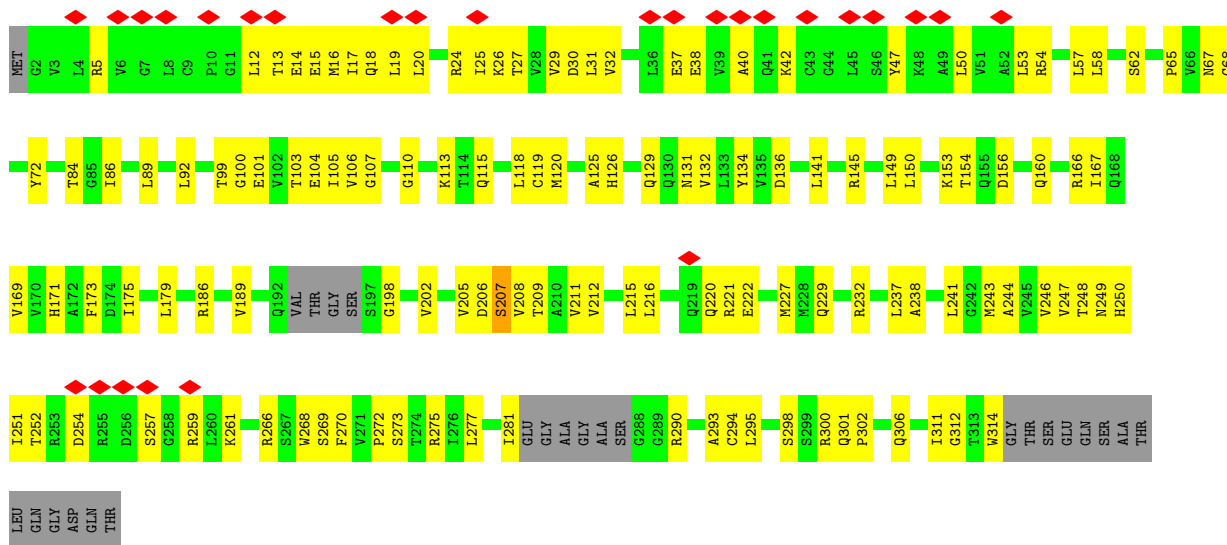 MET G2 V3 L4 R5 V6 G7 L8 C9 P10 G11 L12 T13 E14 E15 M16 I17 Q18 L19 L20 R24 I25 K26 T27 V28 V29 D30 L31 V32 L36 E37 E38 V39 A40 Q41 K42 C43 G44 L45 S46 Y47 K48 A49 L50 V51 A52 L53 R54 L57 L58 S62 P65 V66 N67
Y72 T84 G85 I86 L89 L92 T99 G100 E101 V102 T103 E104 I105 V106 G107 G110 K113 T114 Q115 L118 C119 M120 A125 H126 Q129 Q130 N131 V132 L133 Y134 V135 D136 L141 R145 L149 L150 K153 T154 Q155 D156 Q160 R166 I167 Q168
V169 V170 H171 A172 F173 D174 I175 L179 R186 V189 Q192 VAL THR GLY SER S197 G198 V202 V205 D206 S207 V208 T209 A210 V211 V212 L215 L216 Q219 Q220 R221 E222 M227 M228 Q229 R232 L237 A238 L241 G242 M243 A244 V245 V246 V247 T248 N249 H250
I251 T252 R253 D254 R255 D256 S257 G258 R259 L260 K261 R266 S267 W268 S269 F270 V271 P272 S273 T274 R275 I276 L277 I281 GLU GLY ALA GLY ALA SER G288 G289 R290 A293 C294 L295 S298 S299 R300 Q301 P302 Q306 I311 G312 T313 W314 GLY THR SER GLU GLN SER ALA THR
LEU GLN GLY ASP GLN THR